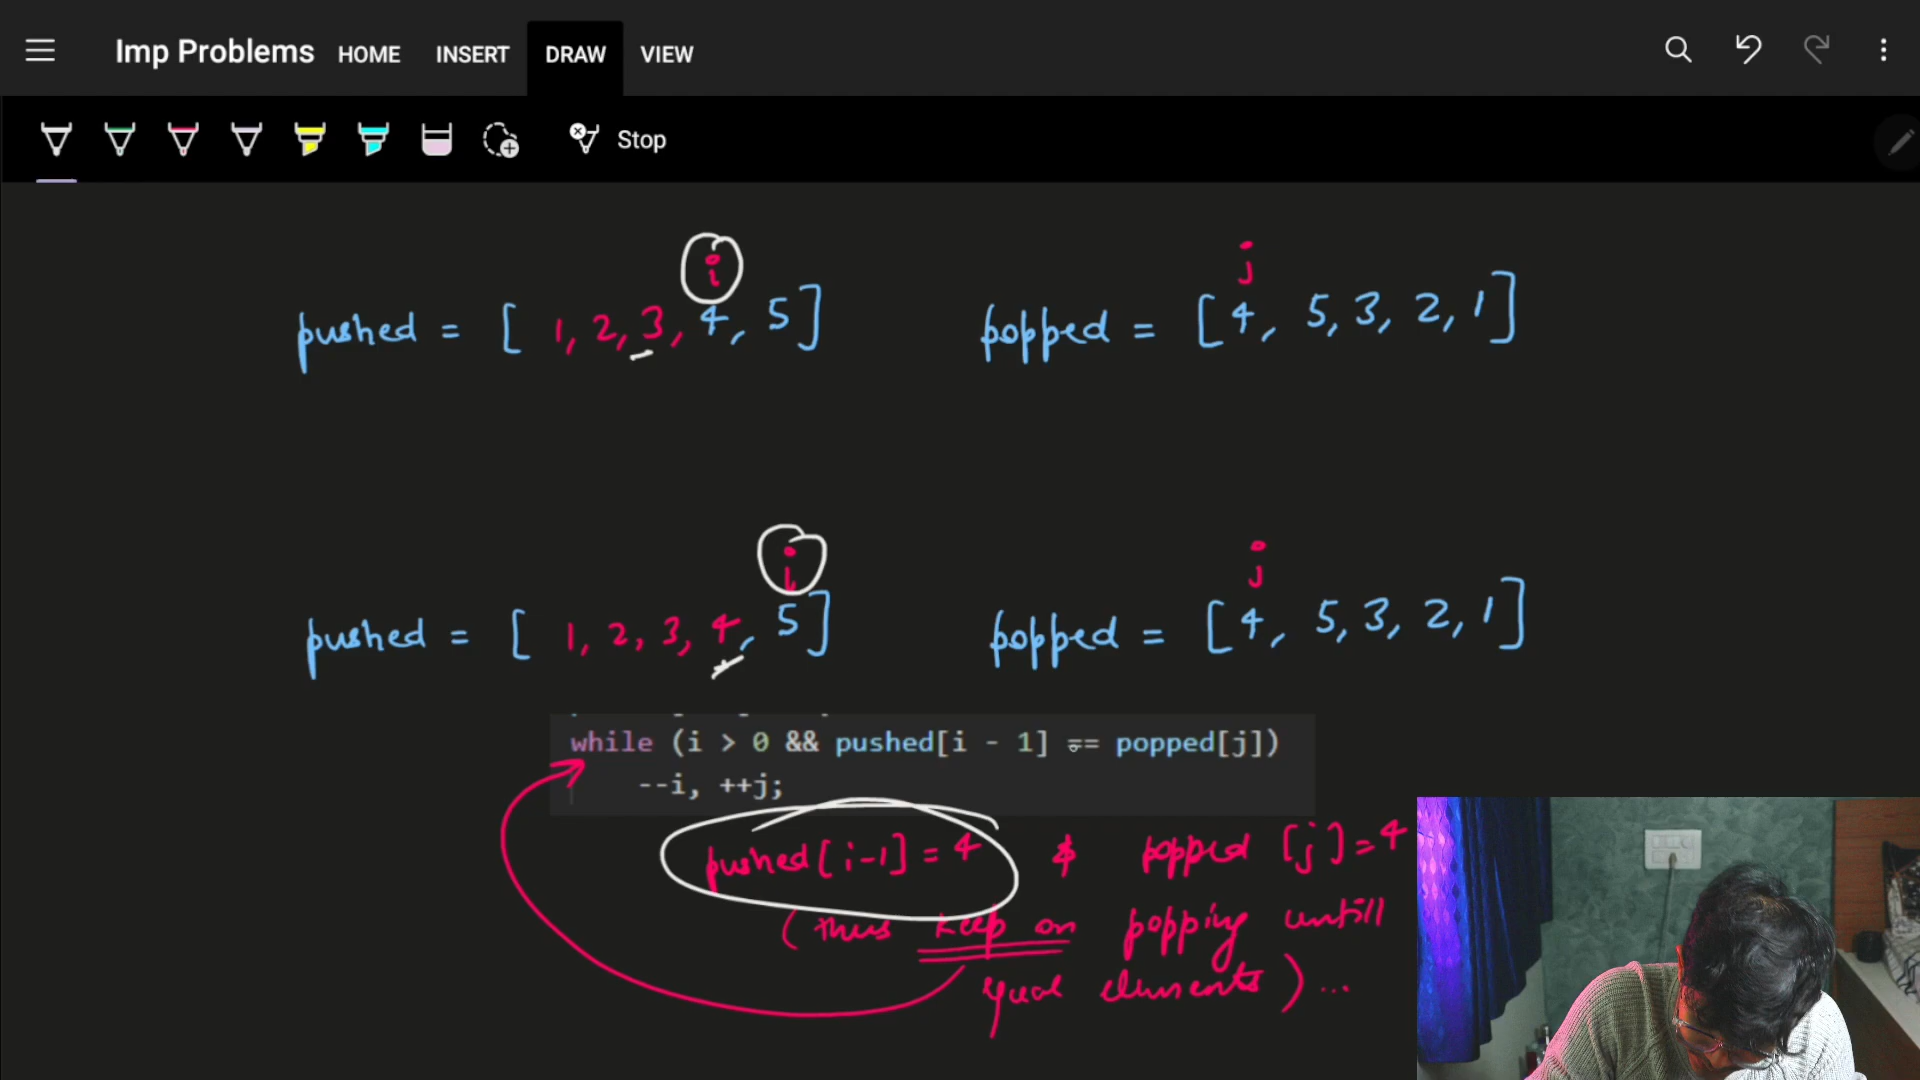 Imp Problems HOME INSERT DRAW VIEW
Stop
i j
pushed = [ 1, 2, 3, 4, 5] popped = [4, 5, 3, 2, 1]
i j
pushed = [ 1, 2, 3, 4, 5] popped = [4, 5, 3, 2, 1]
while (i > 0 && pushed[i - 1] == popped[j])
--i, ++j;
pushed[i-1] = 4 & popped [j] = 4
(thus keep on popping untill
equal elements) ...